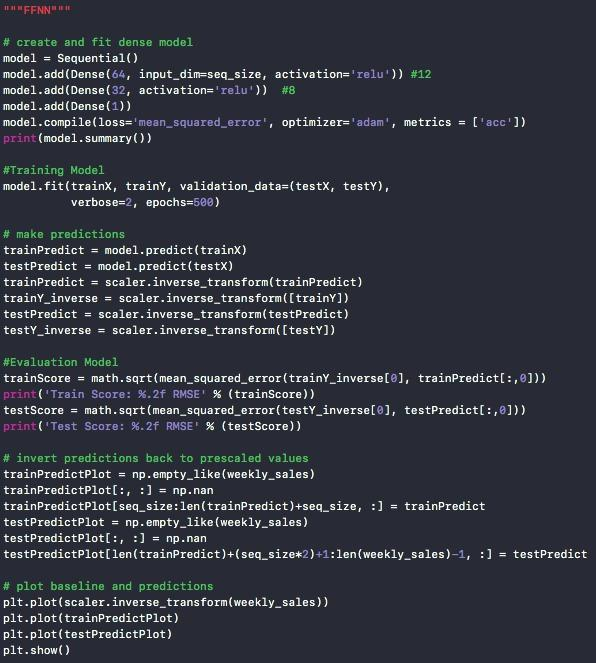 """FFNN"""
# create and fit dense model
model = Sequential()
model.add(Dense(64, input_dim=seq_size, activation='relu')) #12
model.add(Dense(32, activation='relu'))  #8
model.add(Dense(1))
model.compile(loss='mean_squared_error', optimizer='adam', metrics = ['acc'])
print(model.summary())
#Training Model
model.fit(trainX, trainY, validation_data=(testX, testY),
          verbose=2, epochs=500)
# make predictions
trainPredict = model.predict(trainX)
testPredict = model.predict(testX)
trainPredict = scaler.inverse_transform(trainPredict)
trainY_inverse = scaler.inverse_transform([trainY])
testPredict = scaler.inverse_transform(testPredict)
testY_inverse = scaler.inverse_transform([testY])
#Evaluation Model
trainScore = math.sqrt(mean_squared_error(trainY_inverse[0], trainPredict[:,0]))
print('Train Score: %.2f RMSE' % (trainScore))
testScore = math.sqrt(mean_squared_error(testY_inverse[0], testPredict[:,0]))
print('Test Score: %.2f RMSE' % (testScore))
# invert predictions back to prescaled values
trainPredictPlot = np.empty_like(weekly_sales)
trainPredictPlot[:, :] = np.nan
trainPredictPlot[seq_size:len(trainPredict)+seq_size, :] = trainPredict
testPredictPlot = np.empty_like(weekly_sales)
testPredictPlot[:, :] = np.nan
testPredictPlot[len(trainPredict)+(seq_size*2)+1:len(weekly_sales)-1, :] = testPredict
# plot baseline and predictions
plt.plot(scaler.inverse_transform(weekly_sales))
plt.plot(trainPredictPlot)
plt.plot(testPredictPlot)
plt.show()